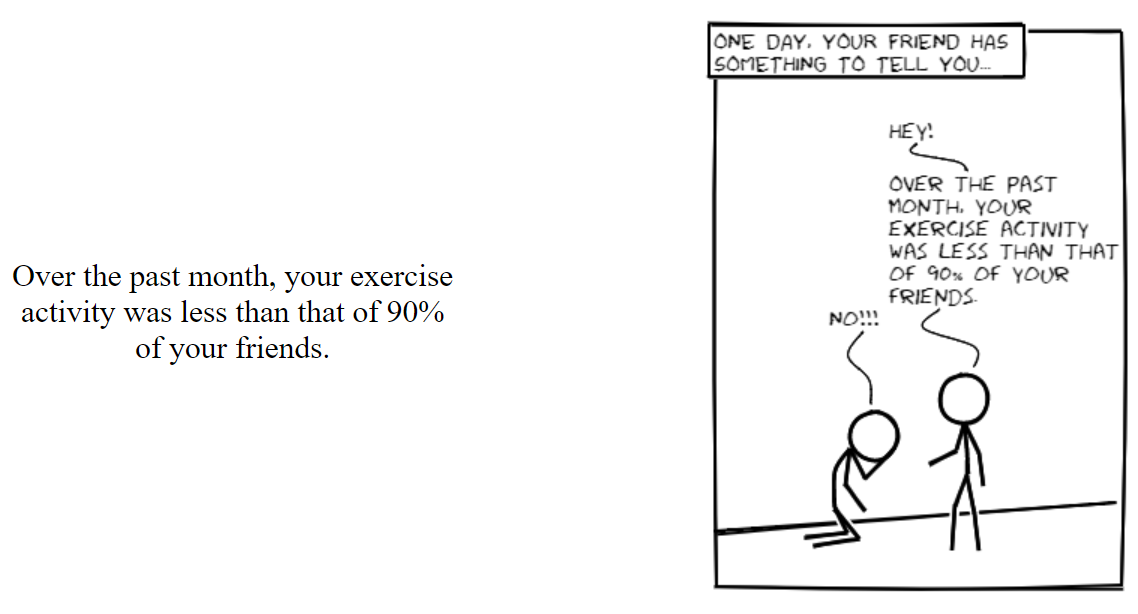 Over the past month, your exercise
activity was less than that of 90%
of your friends.
ONE DAY, YOUR FRIEND HAS
SOMETHING TO TELL YOU...
HEY!
OVER THE PAST
MONTH, YOUR
EXERCISE ACTIVITY
WAS LESS THAN THAT
OF 90% OF YOUR
FRIENDS.
NO!!!